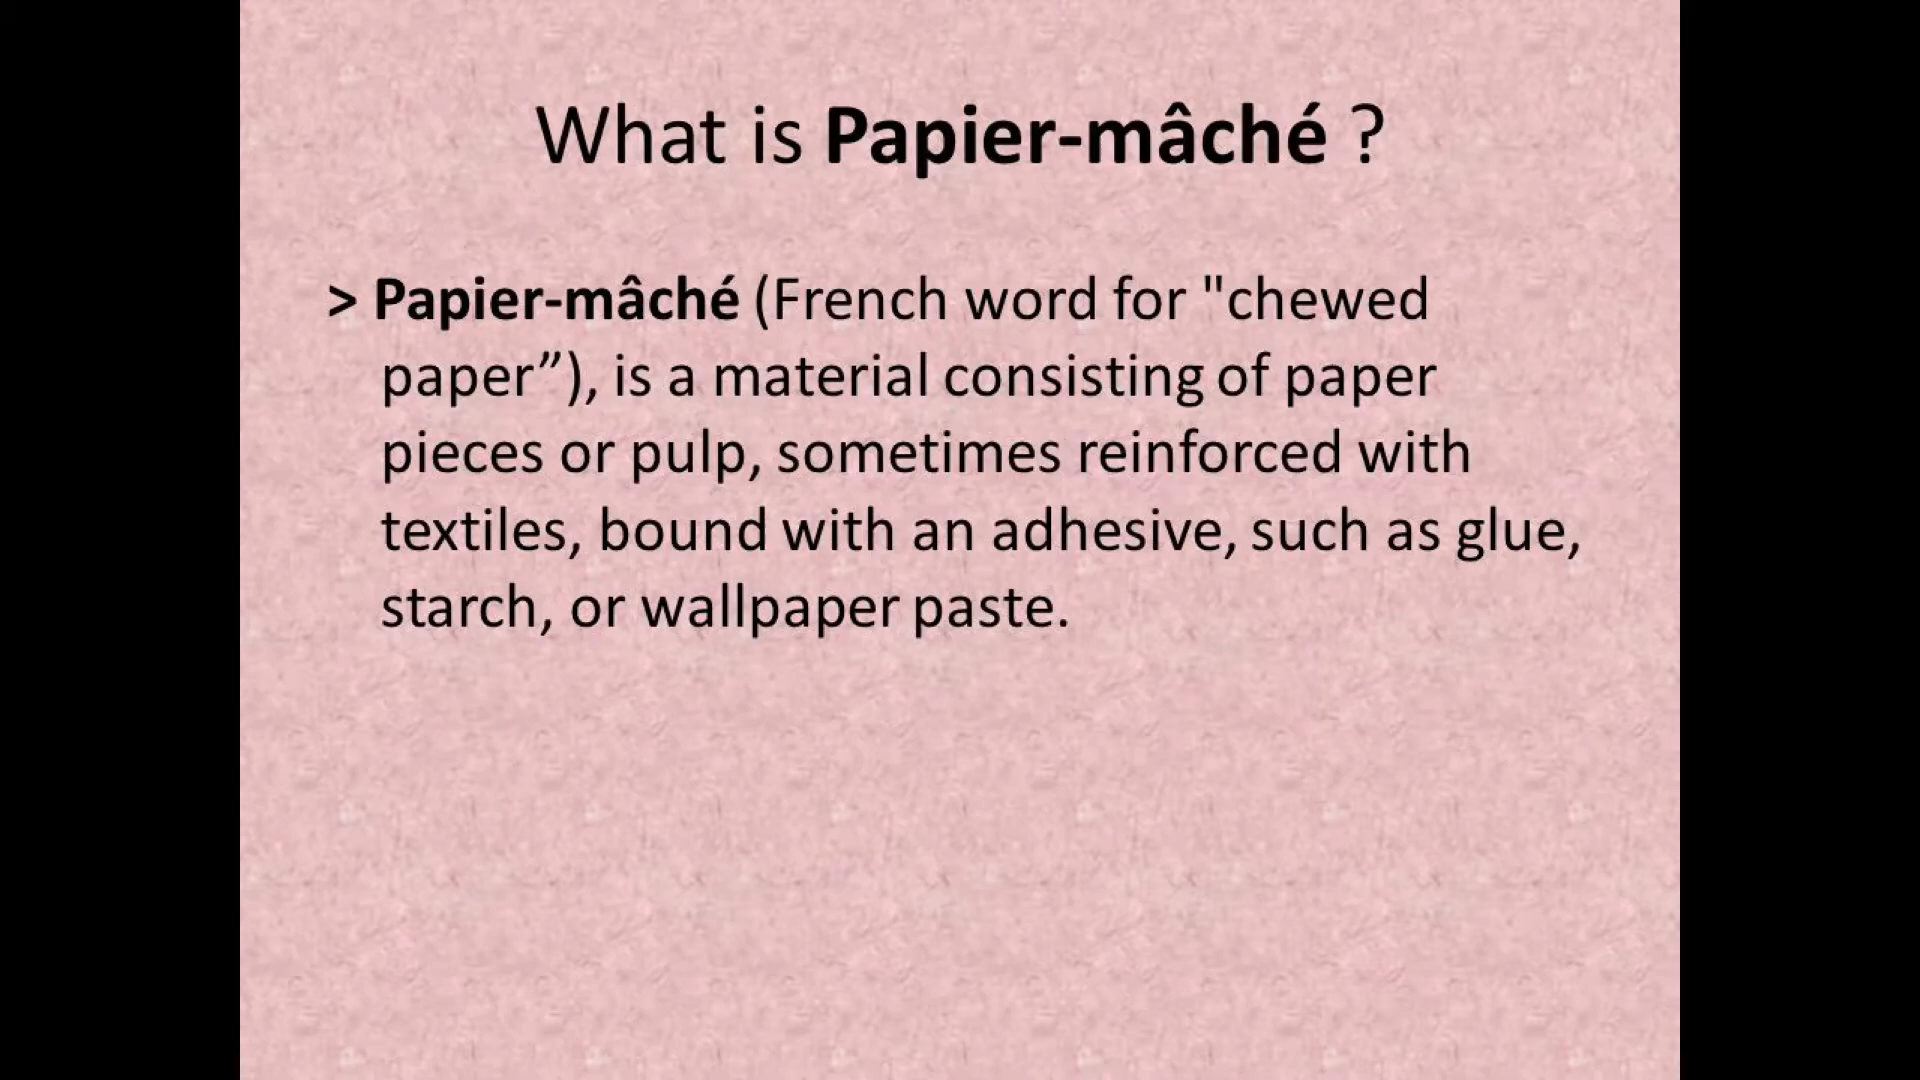 What is Papier-mâché ?
> Papier-mâché (French word for "chewed
paper”), is a material consisting of paper
pieces or pulp, sometimes reinforced with
textiles, bound with an adhesive, such as glue,
starch, or wallpaper paste.